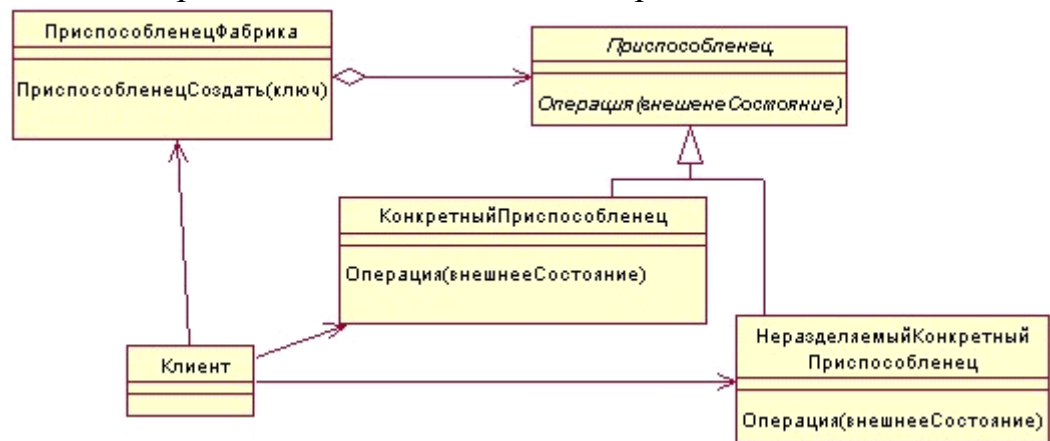 ПриспособленецФабрика
ПриспособленецСоздать(ключ)
Приспособленец
Операция(внешенеСостояние)
КонкретныйПриспособленец
Операция(внешнееСостояние)
Клиент
НеразделяемыйКонкретный
Приспособленец
Операция(внешнееСостояние)